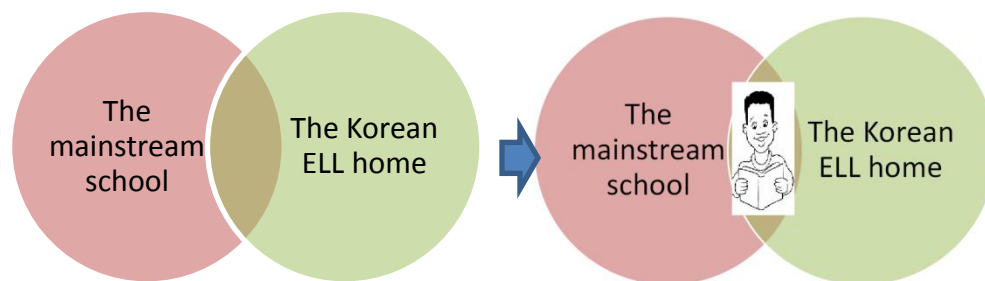 The
mainstream
school
The Korean
ELL home
The
mainstream
school
The Korean
ELL home